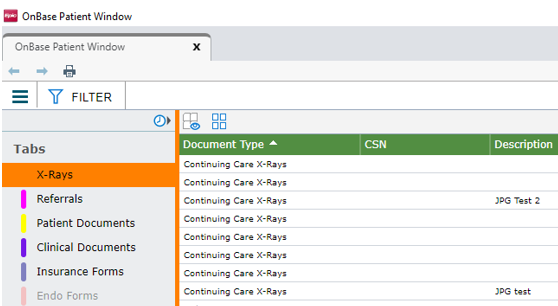 OnBase Patient Window
OnBase Patient Window x
FILTER
Tabs
X-Rays
Referrals
Patient Documents
Clinical Documents
Insurance Forms
Endo Forms
Document Type CSN Description
Continuing Care X-Rays
Continuing Care X-Rays
Continuing Care X-Rays JPG Test 2
Continuing Care X-Rays
Continuing Care X-Rays
Continuing Care X-Rays
Continuing Care X-Rays
Continuing Care X-Rays JPG test